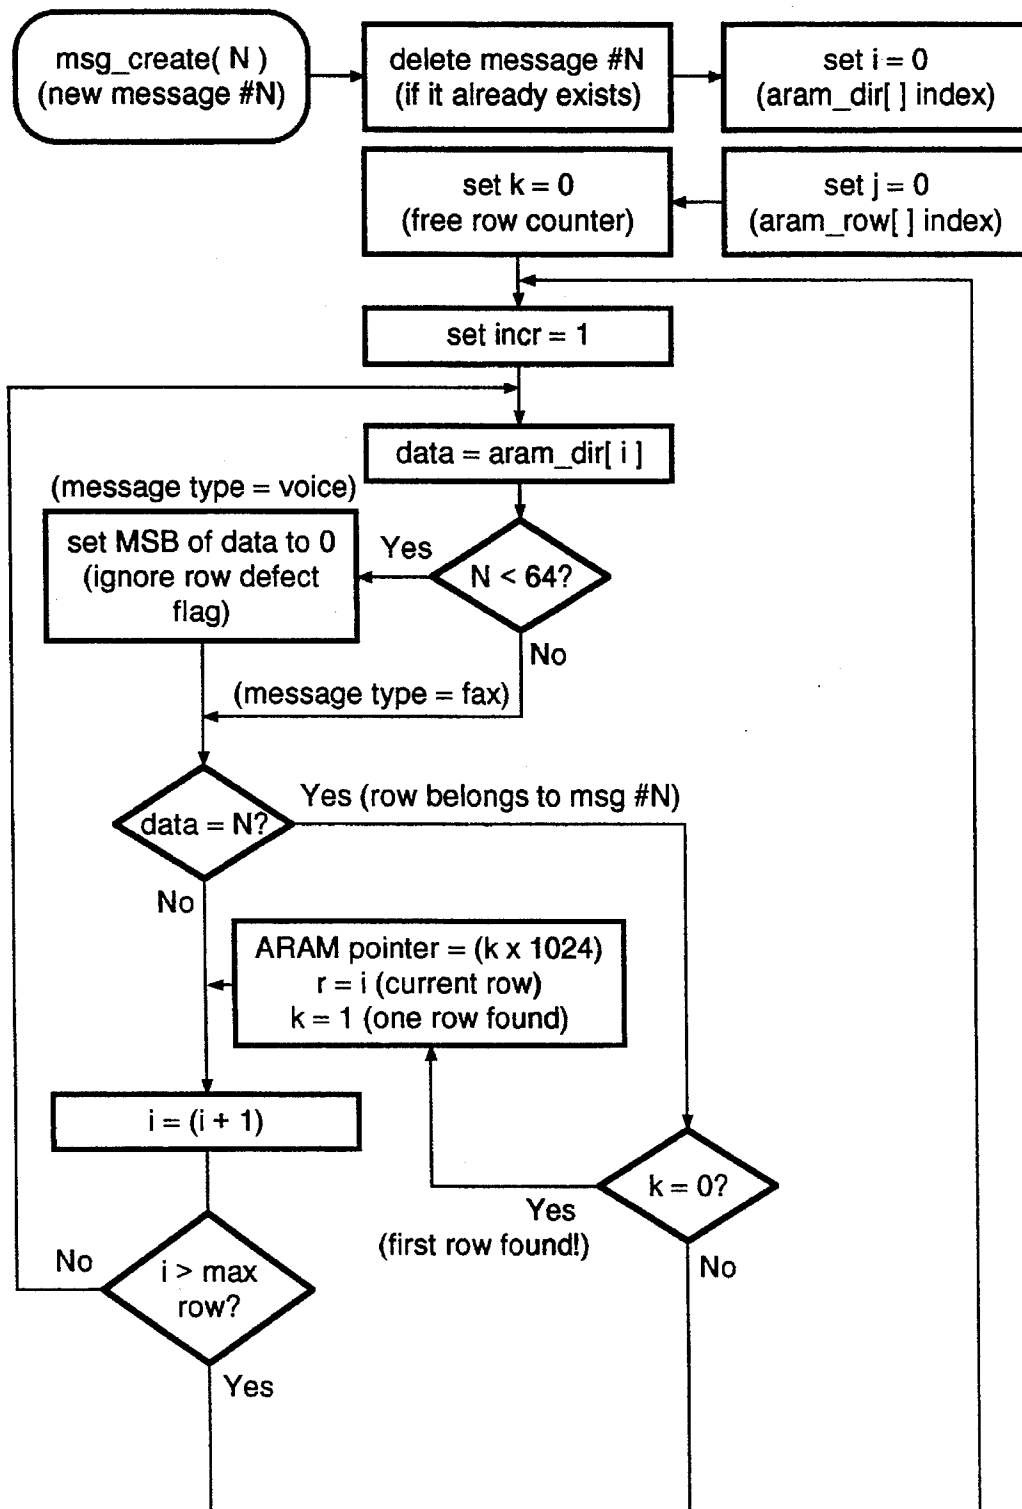 msg_create( N )
(new message #N)
delete message #N
(if it already exists)
set i = 0
(aram_dir[ ] index)
set k = 0
(free row counter)
set j = 0
(aram_row[ ] index)
set incr = 1
data = aram_dir[ i ]
(message type = voice)
set MSB of data to 0
(ignore row defect
flag)
Yes
N < 64?
No
(message type = fax)
data = N?
Yes (row belongs to msg #N)
No
ARAM pointer = (k x 1024)
r = i (current row)
k = 1 (one row found)
i = (i + 1)
k = 0?
Yes
(first row found!)
No
No
i > max
row?
Yes